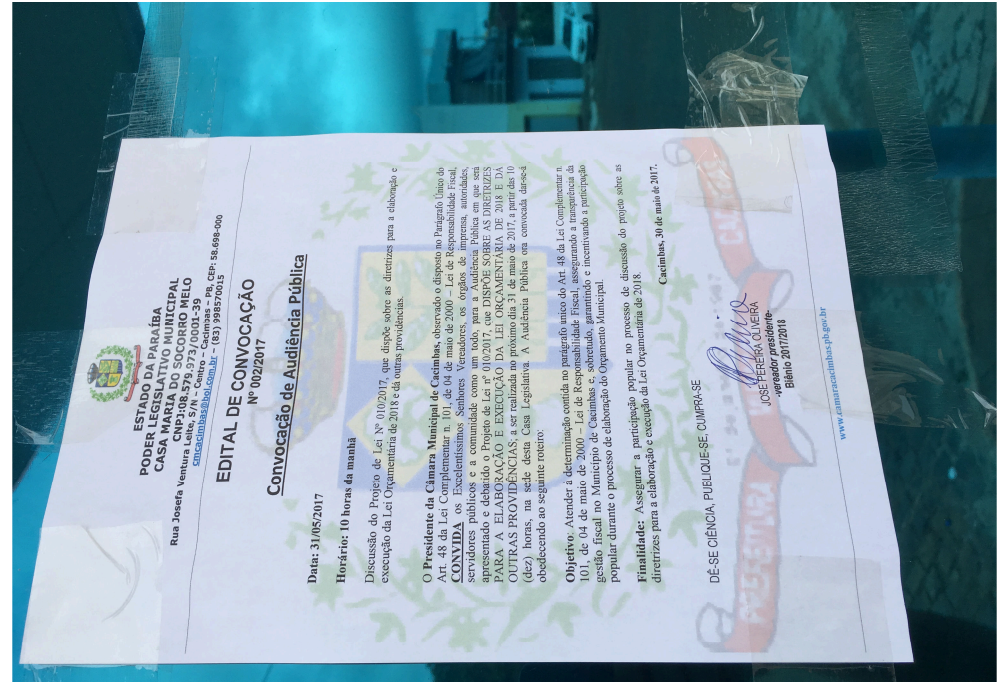 ESTADO DA PARAÍBA
PODER LEGISLATIVO MUNICIPAL
CASA MARIA DO SOCORRO MELO
CNPJ:08.579.973/0001-39
Rua Josefa Ventura Leite, S /N – Centro – Cacimbas – PB, CEP: 58.698-000
cmcacimbas@bol.com.br – (83) 998570015
EDITAL DE CONVOCAÇÃO
Nº 002/2017
Convocação de Audiência Pública
Data: 31/05/2017
Horário: 10 horas da manhã
Discussão do Projeto de Lei Nº 010/2017, que dispõe sobre as diretrizes para a elaboração e
execução da Lei Orçamentária de 2018 e dá outras providências.
O Presidente da Câmara Municipal de Cacimbas, observado o disposto no Parágrafo Único do
Art. 48 da Lei Complementar n. 101, de 04 de maio de 2000 – Lei de Responsabilidade Fiscal,
CONVIDA os Excelentíssimos Senhores Vereadores, os órgãos de imprensa, autoridades,
servidores públicos e a comunidade como um todo, para a Audiência Pública em que será
apresentado e debatido o Projeto de Lei nº 010/2017, que DISPÕE SOBRE AS DIRETRIZES
PARA A ELABORAÇÃO E EXECUÇÃO DA LEI ORÇAMENTÁRIA DE 2018 E DA
OUTRAS PROVIDÊNCIAS; a ser realizada no próximo dia 31 de maio de 2017, a partir das 10
(dez) horas, na sede desta Casa Legislativa. A Audiência Pública ora convocada dar-se-á
obedecendo ao seguinte roteiro:
Objetivo: Atender à determinação contida no parágrafo único do Art. 48 da Lei Complementar n
101, de 04 de maio de 2000 – Lei de Responsabilidade Fiscal, assegurando a transparência da
gestão fiscal no Município de Cacimbas e, sobretudo, garantindo e incentivando a participação
popular durante o processo de elaboração do Orçamento Municipal.
Finalidade: Assegurar a participação popular no processo de discussão do projeto sobre as
diretrizes para a elaboração e execução da Lei Orçamentária de 2018.
Cacimbas, 30 de maio de 2017.
DÊ-SE CIÊNCIA, PUBLIQUE-SE, CUMPRA-SE
JOSE PEREIRA OLIVEIRA
-vereador presidente-
Biênio 2017/2018
PREFEITURA
CACIMBAS
www.camaracacimbas.pb.gov.br